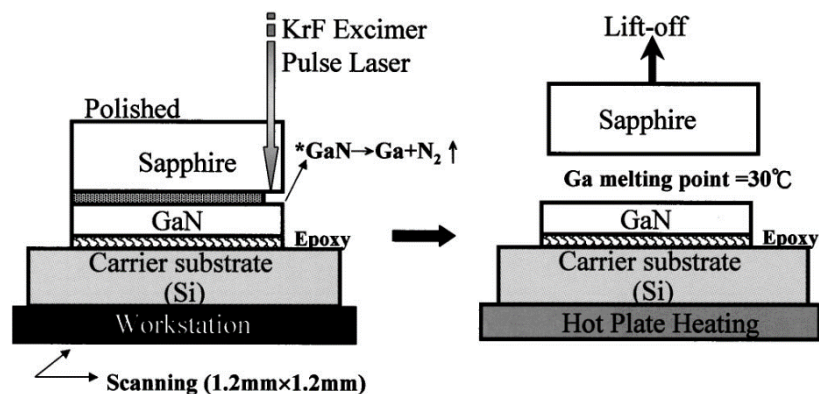 KrF Excimer
Pulse Laser
Polished
Sapphire
*GaN→Ga+N₂ ↑
GaN
Epoxy
Carrier substrate
(Si)
Workstation
Scanning (1.2mm×1.2mm)
Lift-off
Sapphire
Ga melting point =30℃
GaN
Epoxy
Carrier substrate
(Si)
Hot Plate Heating